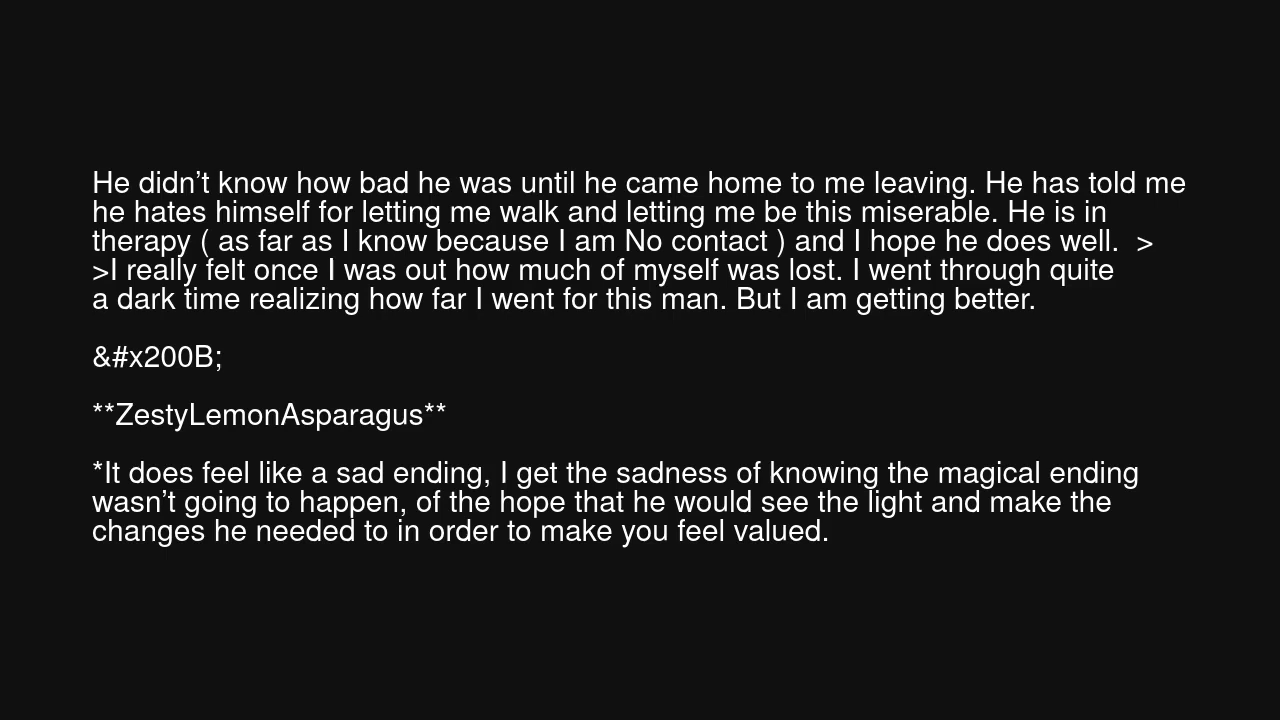 He didn’t know how bad he was until he came home to me leaving. He has told me
he hates himself for letting me walk and letting me be this miserable. He is in
therapy ( as far as I know because I am No contact ) and I hope he does well.  >
>I really felt once I was out how much of myself was lost. I went through quite
a dark time realizing how far I went for this man. But I am getting better.
&#x200B;
**ZestyLemonAsparagus**
*It does feel like a sad ending, I get the sadness of knowing the magical ending
wasn’t going to happen, of the hope that he would see the light and make the
changes he needed to in order to make you feel valued.